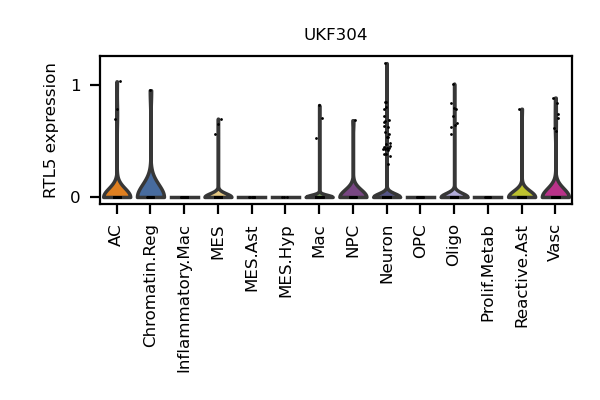 UKF304
RTL5 expression
1
0
AC
Chromatin.Reg
Inflammatory.Mac
MES
MES.Ast
MES.Hyp
Mac
NPC
Neuron
OPC
Oligo
Prolif.Metab
Reactive.Ast
Vasc